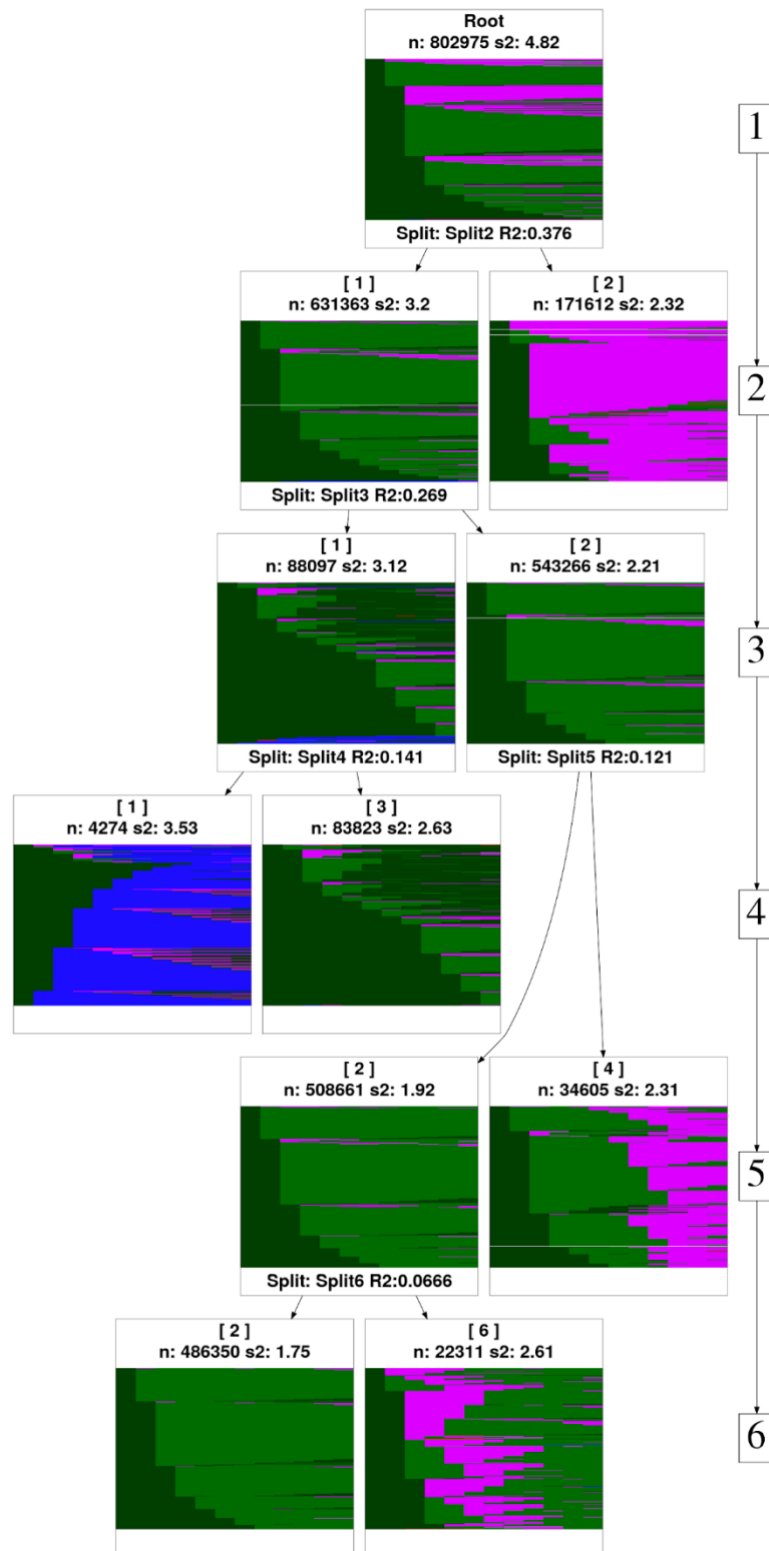 Root
n: 802975 s2: 4.82
Split: Split2 R2:0.376
1
[ 1 ]
n: 631363 s2: 3.2
Split: Split3 R2:0.269
[ 2 ]
n: 171612 s2: 2.32
2
[ 1 ]
n: 88097 s2: 3.12
Split: Split4 R2:0.141
[ 2 ]
n: 543266 s2: 2.21
Split: Split5 R2:0.121
3
[ 1 ]
n: 4274 s2: 3.53
[ 3 ]
n: 83823 s2: 2.63
4
[ 2 ]
n: 508661 s2: 1.92
Split: Split6 R2:0.0666
[ 4 ]
n: 34605 s2: 2.31
5
[ 2 ]
n: 486350 s2: 1.75
[ 6 ]
n: 22311 s2: 2.61
6